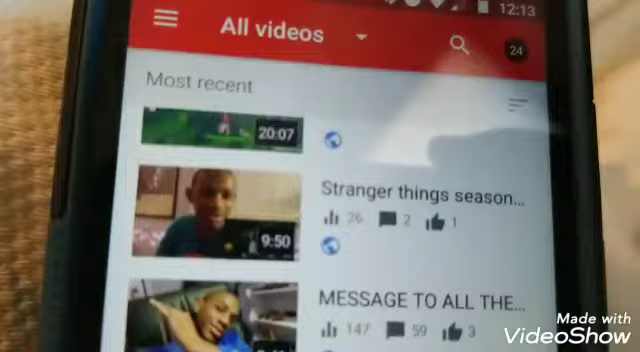 12:13
All videos
24
Most recent
20:07
Stranger things season...
26 2 1
9:50
MESSAGE TO ALL THE...
147 59 3
Made with
VideoShow